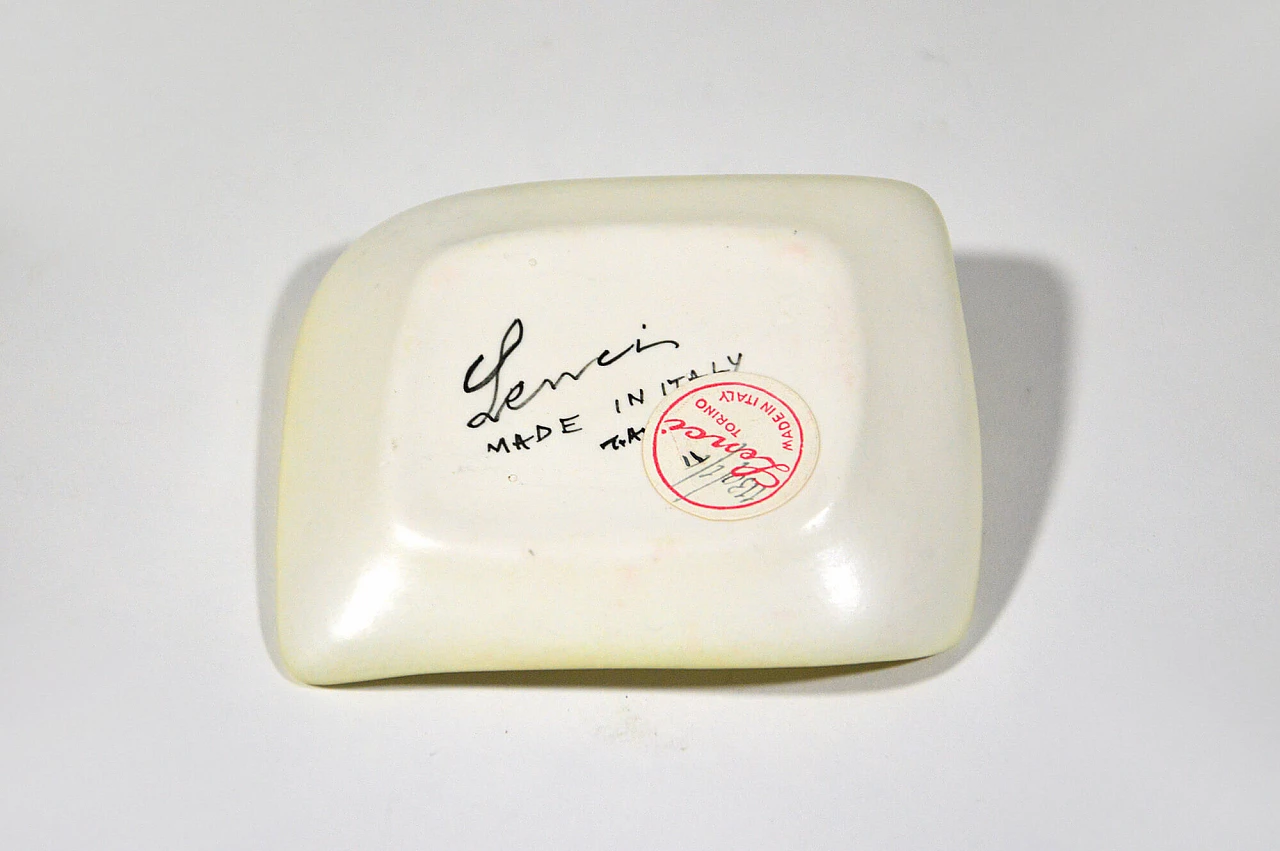 Lenci
MADE IN ITALY
T.A.
MADE IN ITALY
TORINO
Lenci